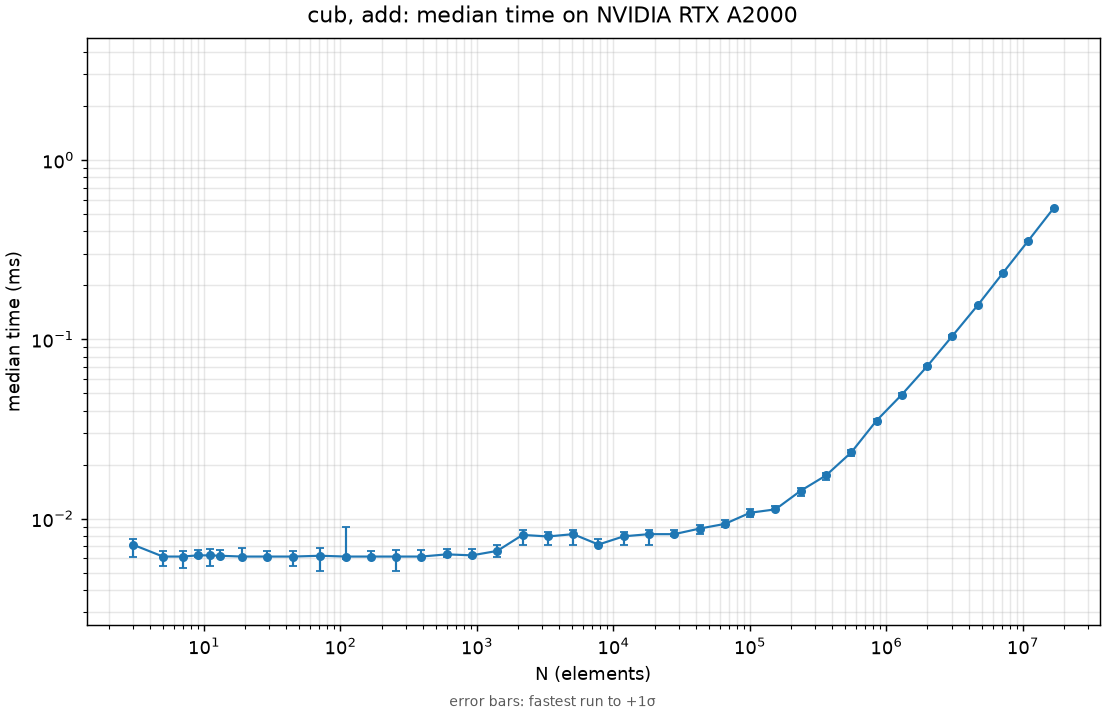 cub, add: median time on NVIDIA RTX A2000
median time (ms)
10⁰
10⁻¹
10⁻²
10¹ 10² 10³ 10⁴ 10⁵ 10⁶ 10⁷
N (elements)
error bars: fastest run to +1σ